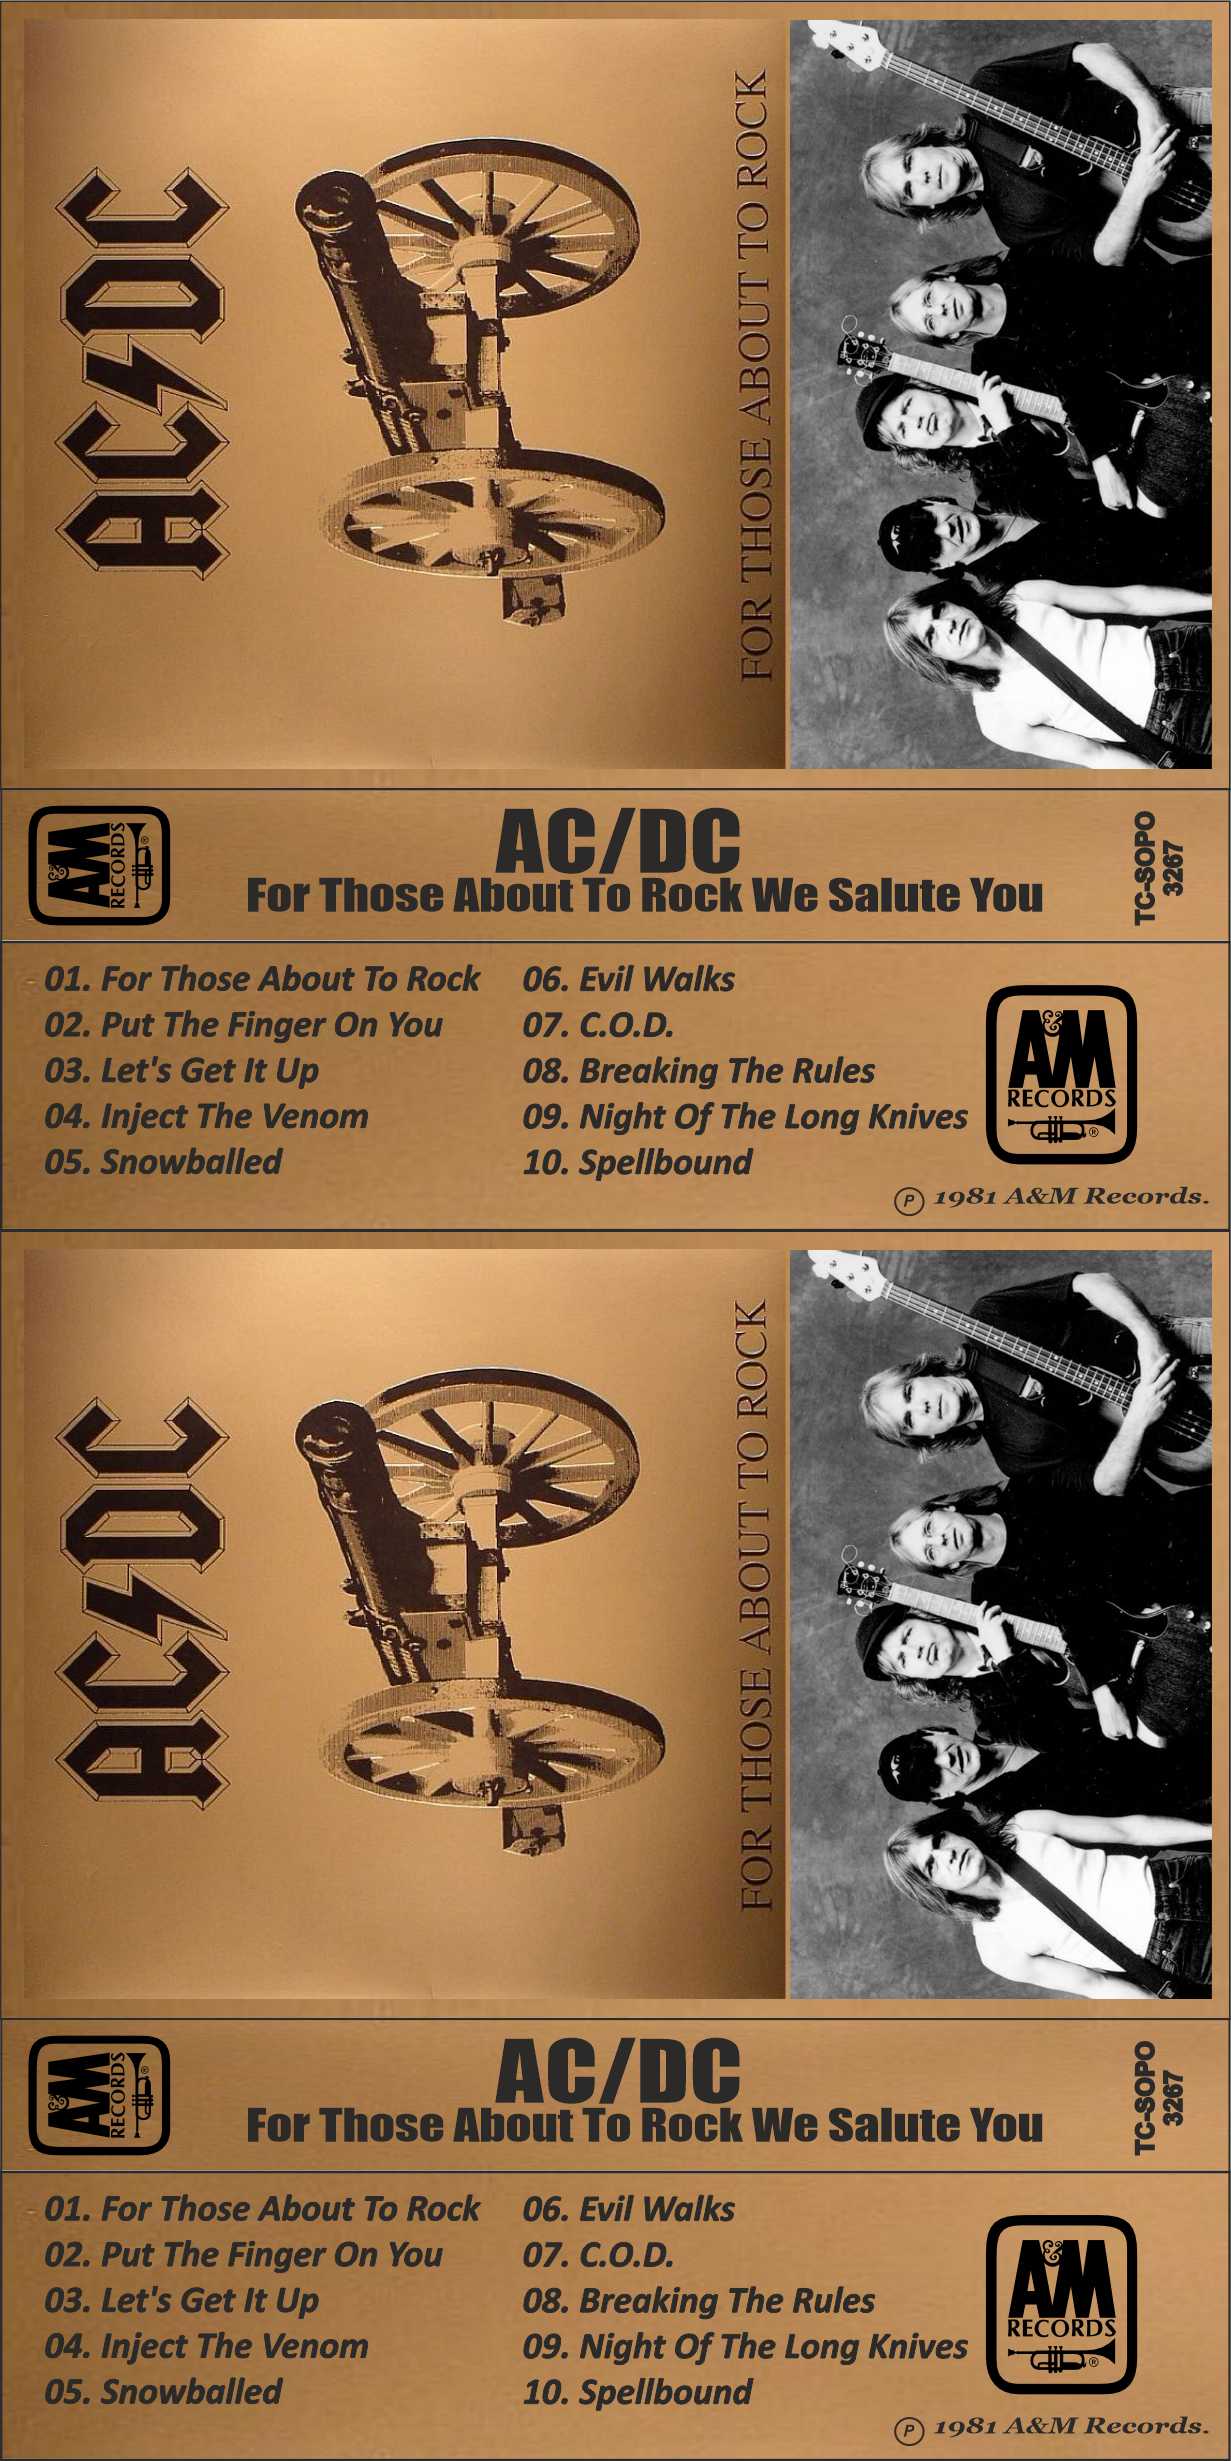 AC/DC
FOR THOSE ABOUT TO ROCK
A&M
RECORDS
®
AC/DC
For Those About To Rock We Salute You
TC-SOPO
3267
01. For Those About To Rock
02. Put The Finger On You
03. Let's Get It Up
04. Inject The Venom
05. Snowballed
06. Evil Walks
07. C.O.D.
08. Breaking The Rules
09. Night Of The Long Knives
10. Spellbound
A&M
RECORDS
®
℗ 1981 A&M Records.
AC/DC
FOR THOSE ABOUT TO ROCK
A&M
RECORDS
®
AC/DC
For Those About To Rock We Salute You
TC-SOPO
3267
01. For Those About To Rock
02. Put The Finger On You
03. Let's Get It Up
04. Inject The Venom
05. Snowballed
06. Evil Walks
07. C.O.D.
08. Breaking The Rules
09. Night Of The Long Knives
10. Spellbound
A&M
RECORDS
®
℗ 1981 A&M Records.